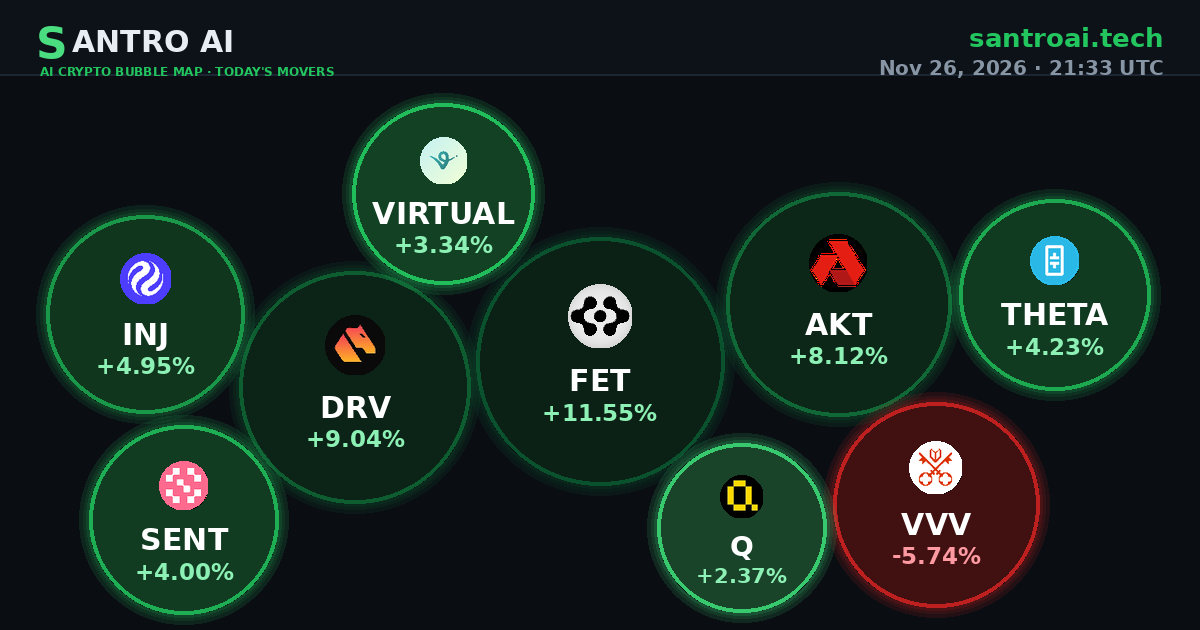 SANTRO AI
AI CRYPTO BUBBLE MAP · TODAY'S MOVERS
santroai.tech
Nov 26, 2026 · 21:33 UTC
VIRTUAL
+3.34%
INJ
+4.95%
DRV
+9.04%
FET
+11.55%
AKT
+8.12%
THETA
+4.23%
SENT
+4.00%
Q
+2.37%
VVV
-5.74%